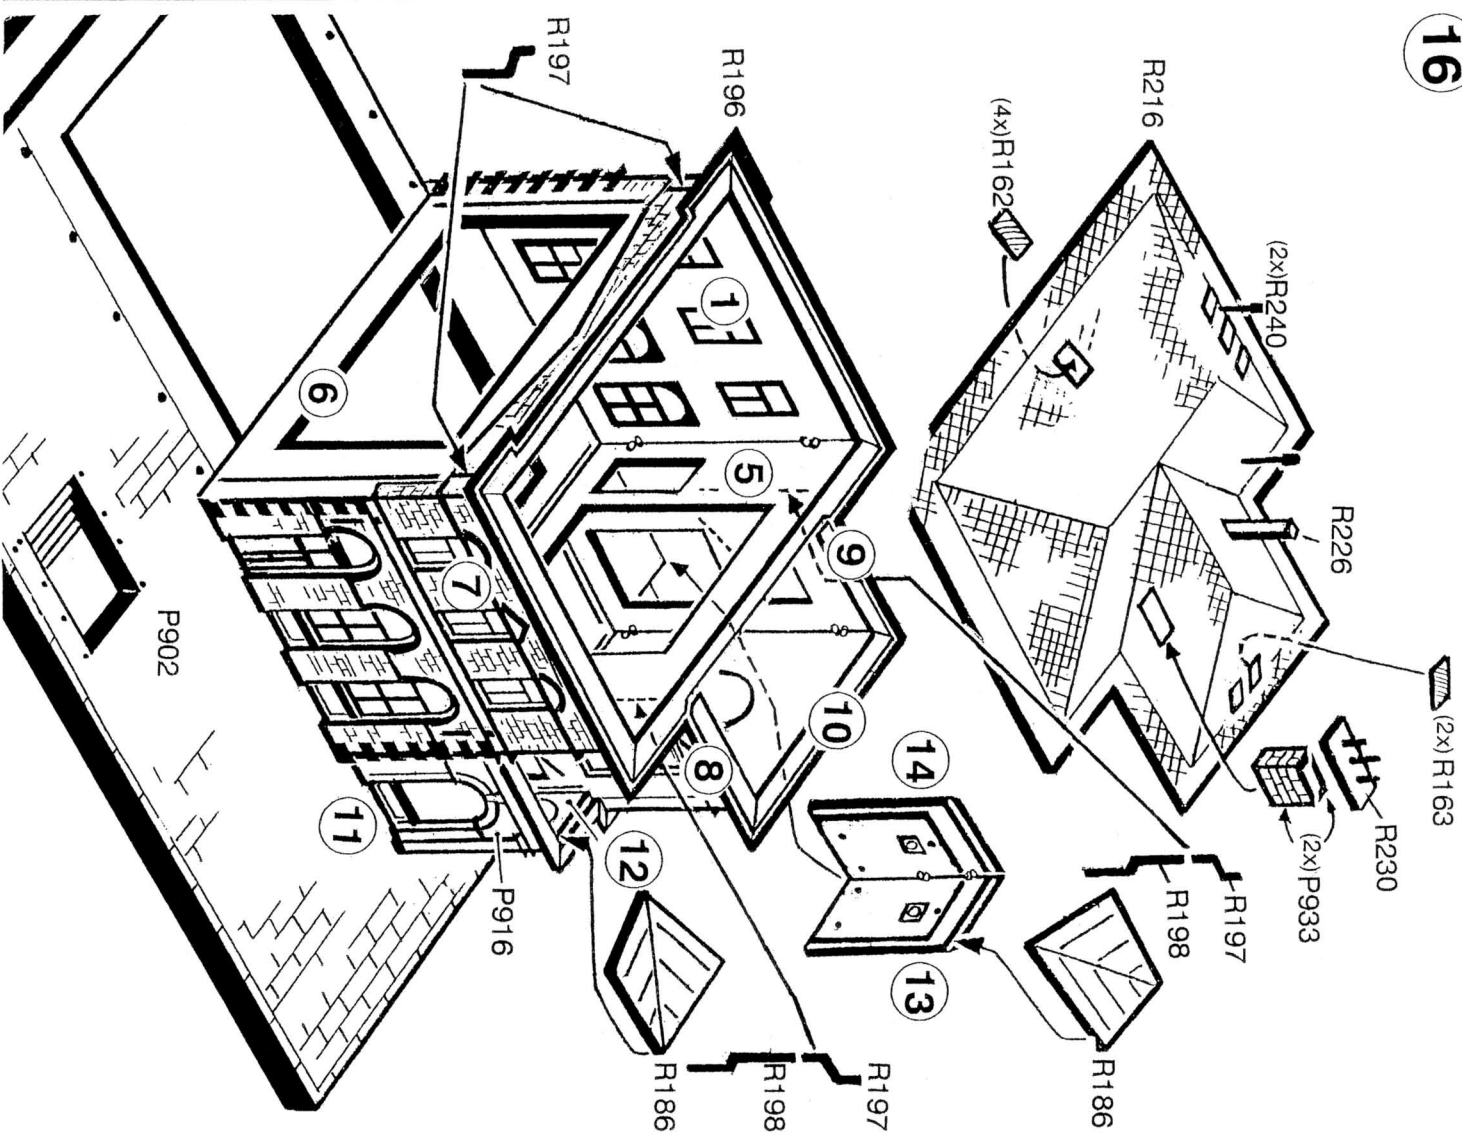 16
R216
(2x)R240
R226
(2x) R163
R230
(2x)P933
R197
R198
R186
(4x)R162
R196
R197
1
5
9
10
14
13
6
7
8
12
11
R186
R198
R197
P916
P902